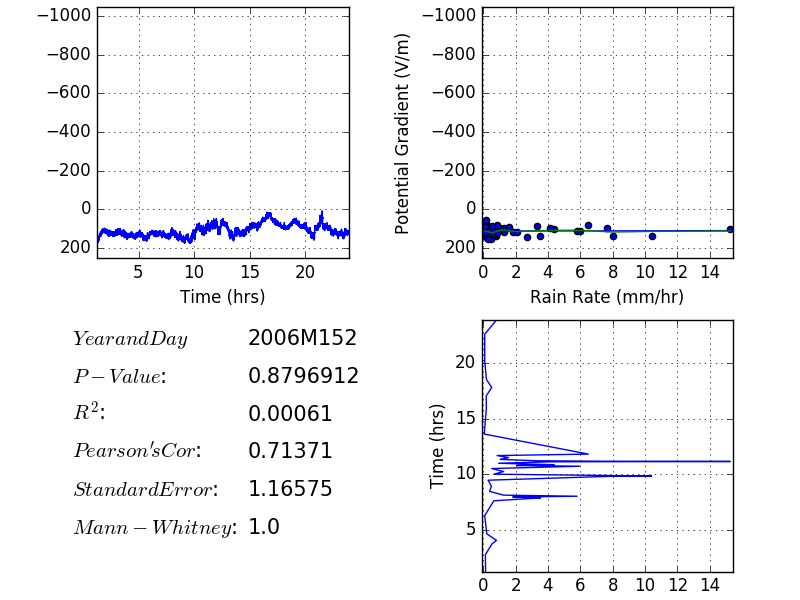 −1000
−800
−600
−400
−200
0
200
5 10 15 20
Time (hrs)
Potential Gradient (V/m)
−1000
−800
−600
−400
−200
0
200
0 2 4 6 8 10 12 14
Rain Rate (mm/hr)
YearandDay 2006M152
P−Value: 0.8796912
R²: 0.00061
Pearson'sCor: 0.71371
StandardError: 1.16575
Mann−Whitney: 1.0
Time (hrs)
20
15
10
5
0 2 4 6 8 10 12 14